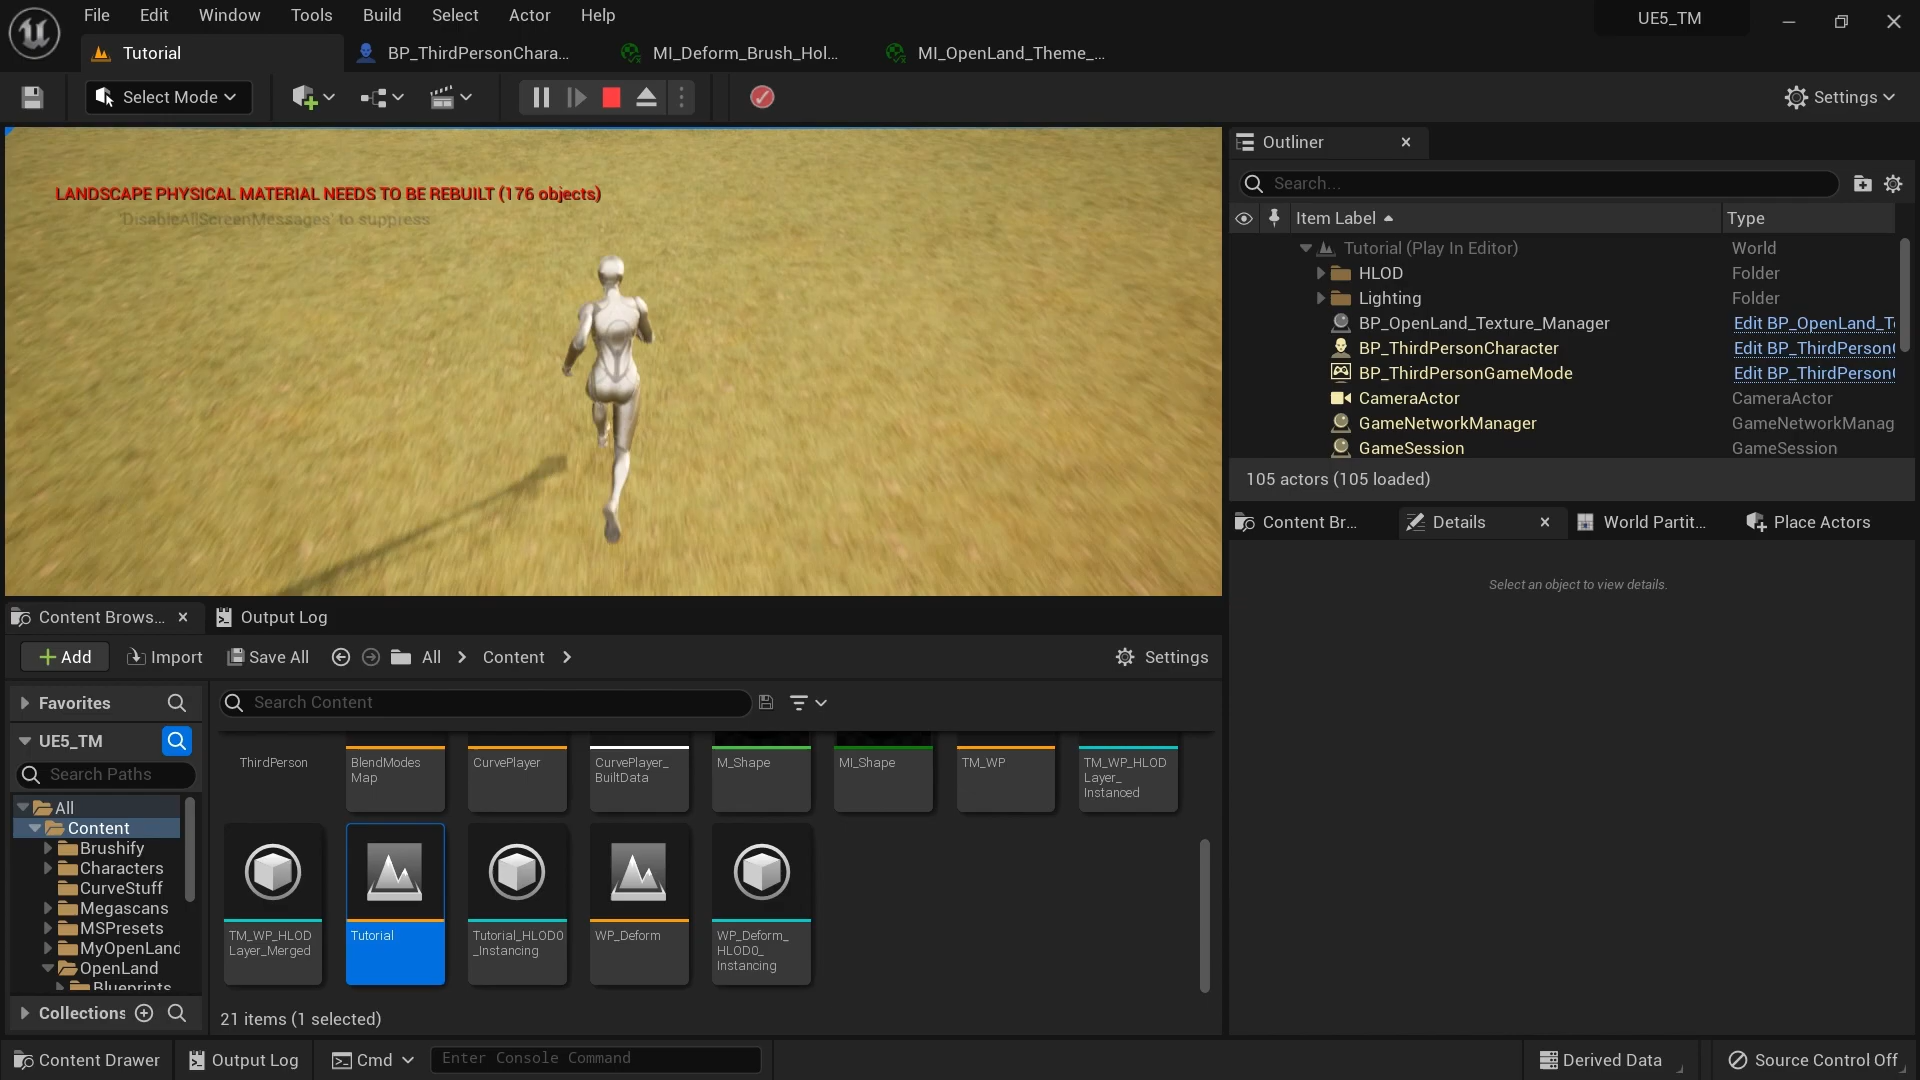 File Edit Window Tools Build Select Actor Help
UE5_TM
Tutorial
BP_ThirdPersonChara...
MI_Deform_Brush_Hol...
MI_OpenLand_Theme_...
Select Mode
Settings
LANDSCAPE PHYSICAL MATERIAL NEEDS TO BE REBUILT (176 objects)
'DisableAllScreenMessages' to suppress
Outliner
Search...
Item Label
Type
Tutorial (Play In Editor) World
HLOD Folder
Lighting Folder
BP_OpenLand_Texture_Manager Edit BP_OpenLand_T
BP_ThirdPersonCharacter Edit BP_ThirdPerson
BP_ThirdPersonGameMode Edit BP_ThirdPerson
CameraActor CameraActor
GameNetworkManager GameNetworkManag
GameSession GameSession
105 actors (105 loaded)
Content Br...
Details
World Partit...
Place Actors
Select an object to view details.
Content Brows...
Output Log
Add
Import
Save All
All
Content
Settings
Favorites
UE5_TM
Search Paths
All
Content
Brushify
Characters
CurveStuff
Megascans
MSPresets
MyOpenLand
OpenLand
Blueprints
Collections
Search Content
ThirdPerson
BlendModes
Map
CurvePlayer
CurvePlayer_
BuiltData
M_Shape
MI_Shape
TM_WP
TM_WP_HLOD
Layer_
Instanced
TM_WP_HLOD
Layer_Merged
Tutorial
Tutorial_HLOD0
_Instancing
WP_Deform
WP_Deform_
HLOD0_
Instancing
21 items (1 selected)
Content Drawer
Output Log
Cmd
Enter Console Command
Derived Data
Source Control Off